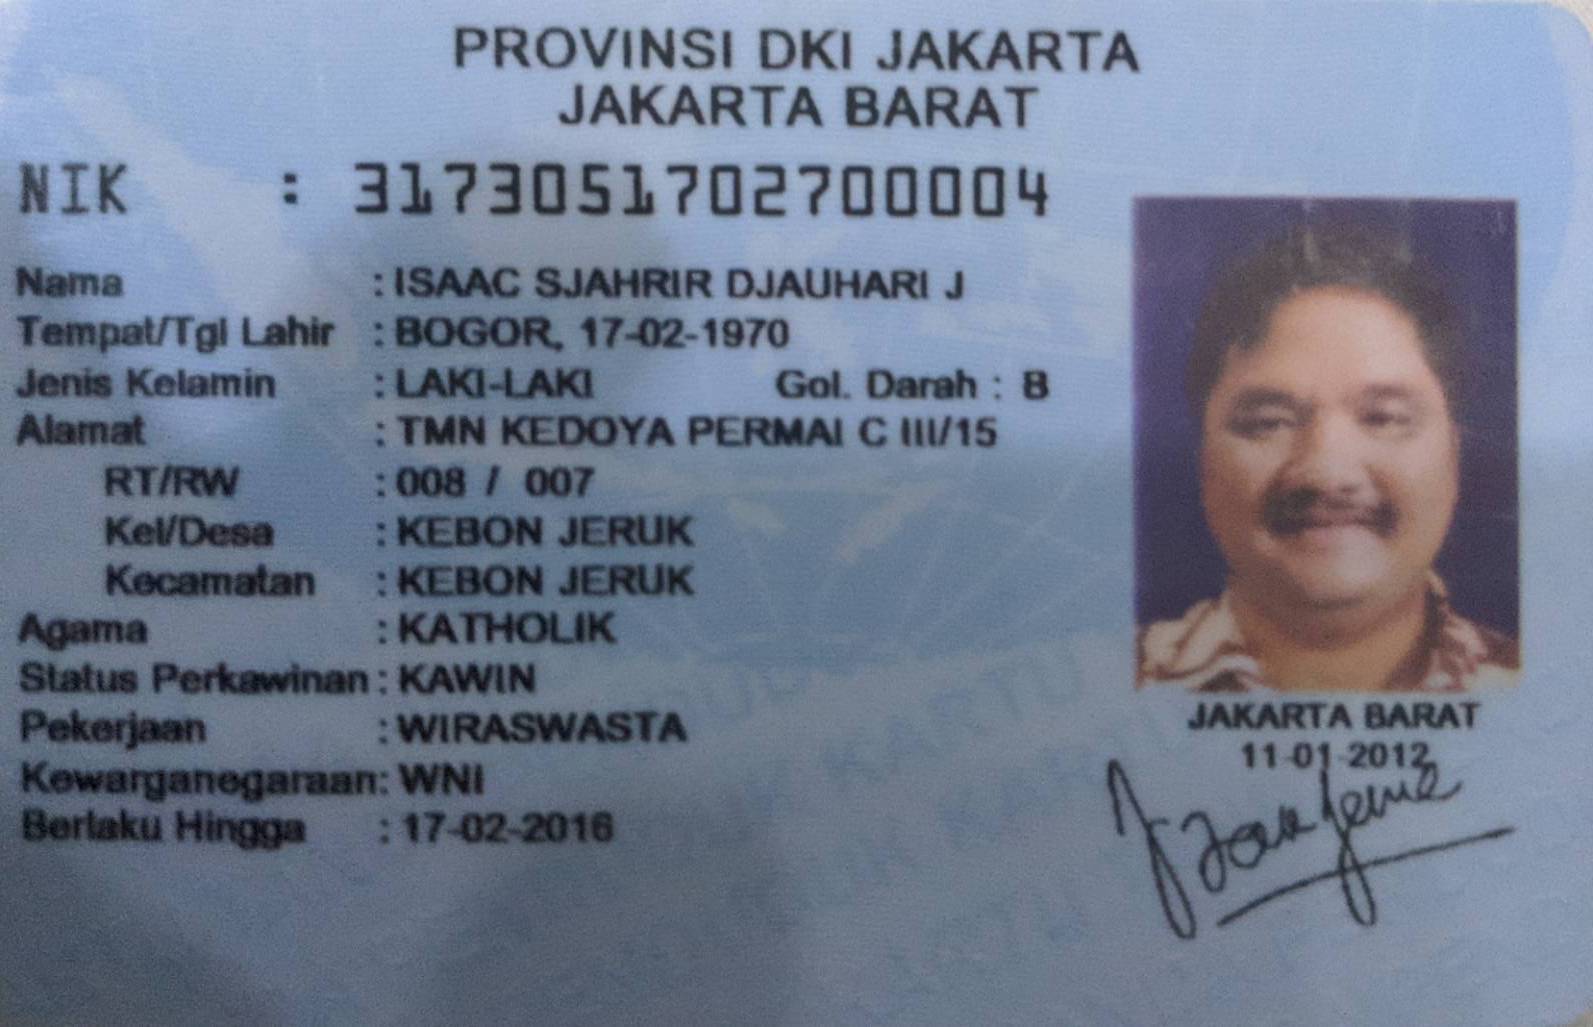 PROVINSI DKI JAKARTA
JAKARTA BARAT
NIK : 3173051702700004
Nama : ISAAC SJAHRIR DJAUHARI J
Tempat/Tgl Lahir : BOGOR, 17-02-1970
Jenis Kelamin : LAKI-LAKI Gol. Darah : B
Alamat : TMN KEDOYA PERMAI C III/15
RT/RW : 008 / 007
Kel/Desa : KEBON JERUK
Kecamatan : KEBON JERUK
Agama : KATHOLIK
Status Perkawinan : KAWIN
Pekerjaan : WIRASWASTA
Kewarganegaraan: WNI
Berlaku Hingga : 17-02-2016
JAKARTA BARAT
11-01-2012